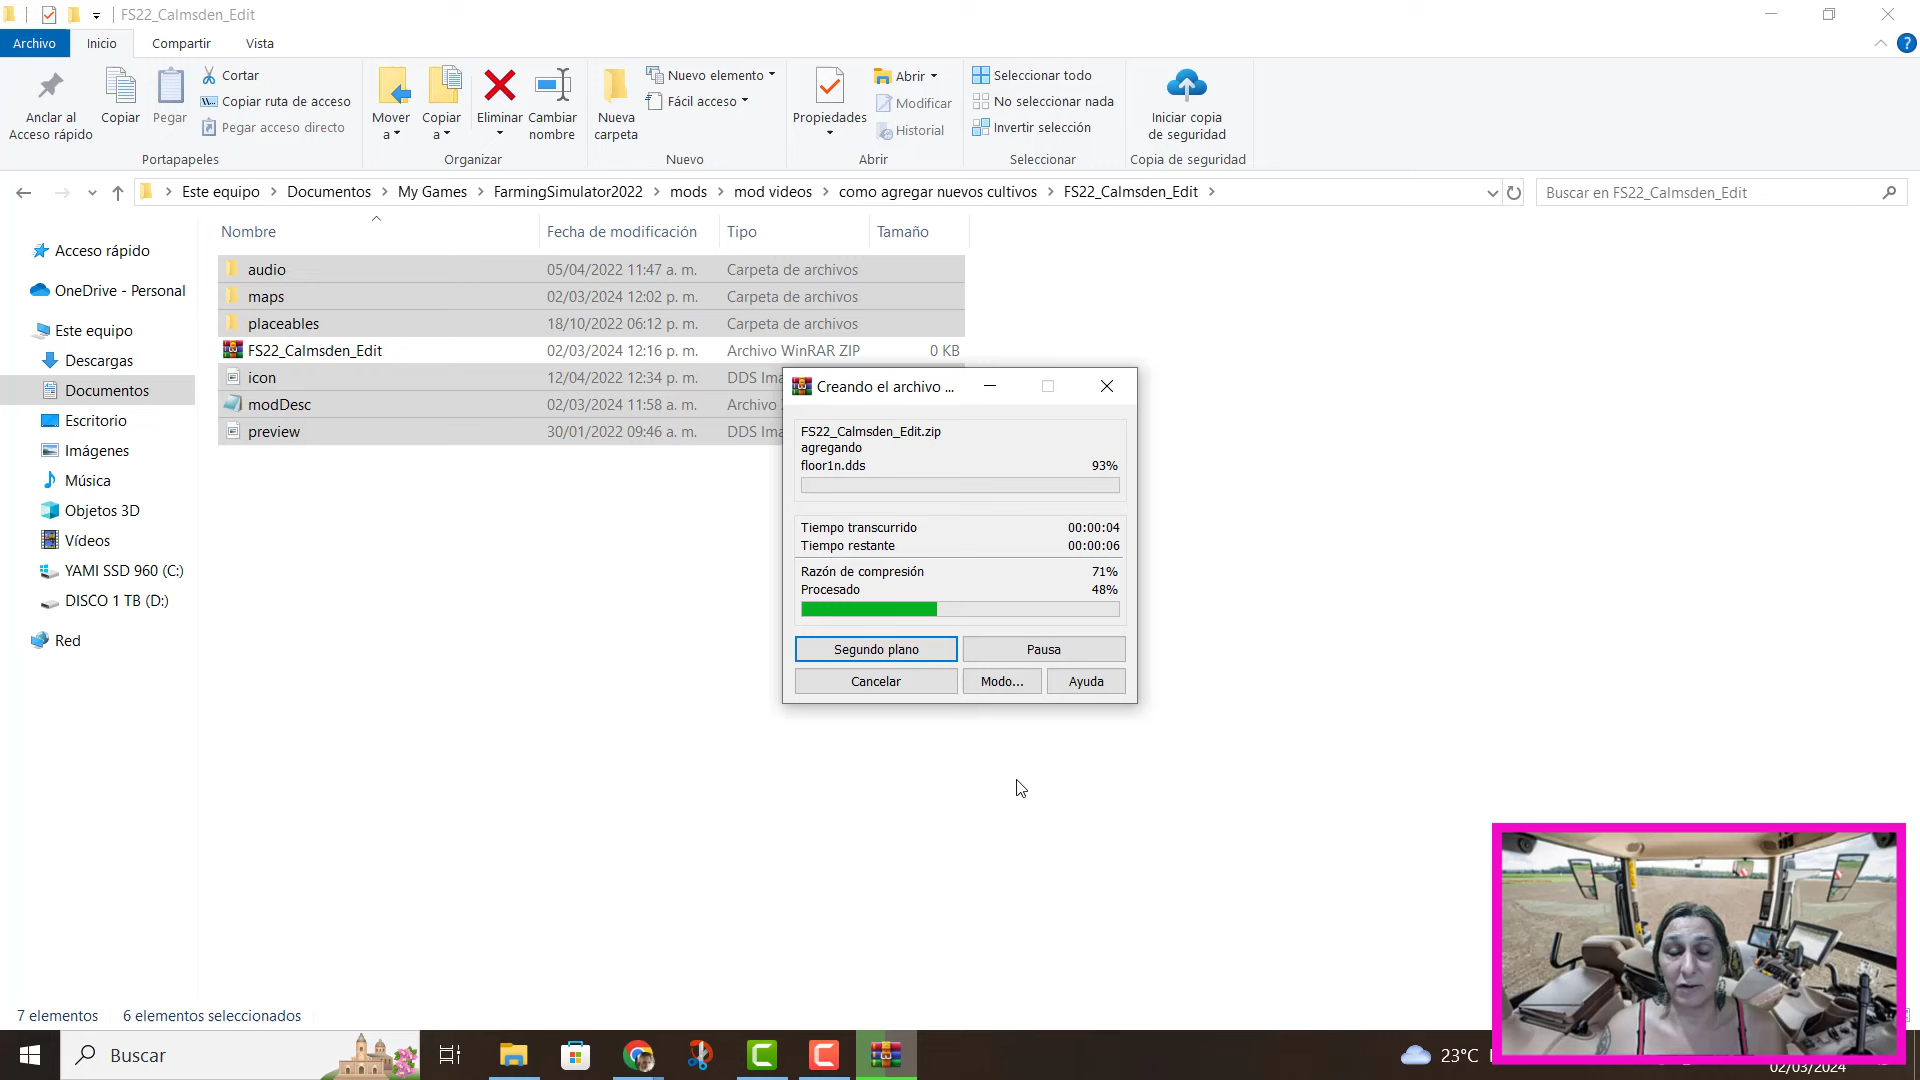 FS22_Calmsden_Edit
Archivo
Inicio
Compartir
Vista
Anclar al
Acceso rápido
Copiar
Pegar
Cortar
Copiar ruta de acceso
Pegar acceso directo
Portapapeles
Mover
a
Copiar
a
Eliminar
Cambiar
nombre
Organizar
Nueva
carpeta
Nuevo elemento
Fácil acceso
Nuevo
Propiedades
Abrir
Modificar
Historial
Abrir
Seleccionar todo
No seleccionar nada
Invertir selección
Seleccionar
Iniciar copia
de seguridad
Copia de seguridad
Este equipo > Documentos > My Games > FarmingSimulator2022 > mods > mod videos > como agregar nuevos cultivos > FS22_Calmsden_Edit >
Buscar en FS22_Calmsden_Edit
Acceso rápido
OneDrive - Personal
Este equipo
Descargas
Documentos
Escritorio
Imágenes
Música
Objetos 3D
Vídeos
YAMI SSD 960 (C:)
DISCO 1 TB (D:)
Red
Nombre Fecha de modificación Tipo Tamaño
audio 05/04/2022 11:47 a. m. Carpeta de archivos
maps 02/03/2024 12:02 p. m. Carpeta de archivos
placeables 18/10/2022 06:12 p. m. Carpeta de archivos
FS22_Calmsden_Edit 02/03/2024 12:16 p. m. Archivo WinRAR ZIP 0 KB
icon 12/04/2022 12:34 p. m. DDS Ima
modDesc 02/03/2024 11:58 a. m. Archivo
preview 30/01/2022 09:46 a. m. DDS Ima
Creando el archivo ...
FS22_Calmsden_Edit.zip
agregando
floor1n.dds 93%
Tiempo transcurrido 00:00:04
Tiempo restante 00:00:06
Razón de compresión 71%
Procesado 48%
Segundo plano
Pausa
Cancelar
Modo...
Ayuda
7 elementos 6 elementos seleccionados
Buscar
23°C
02/03/2024